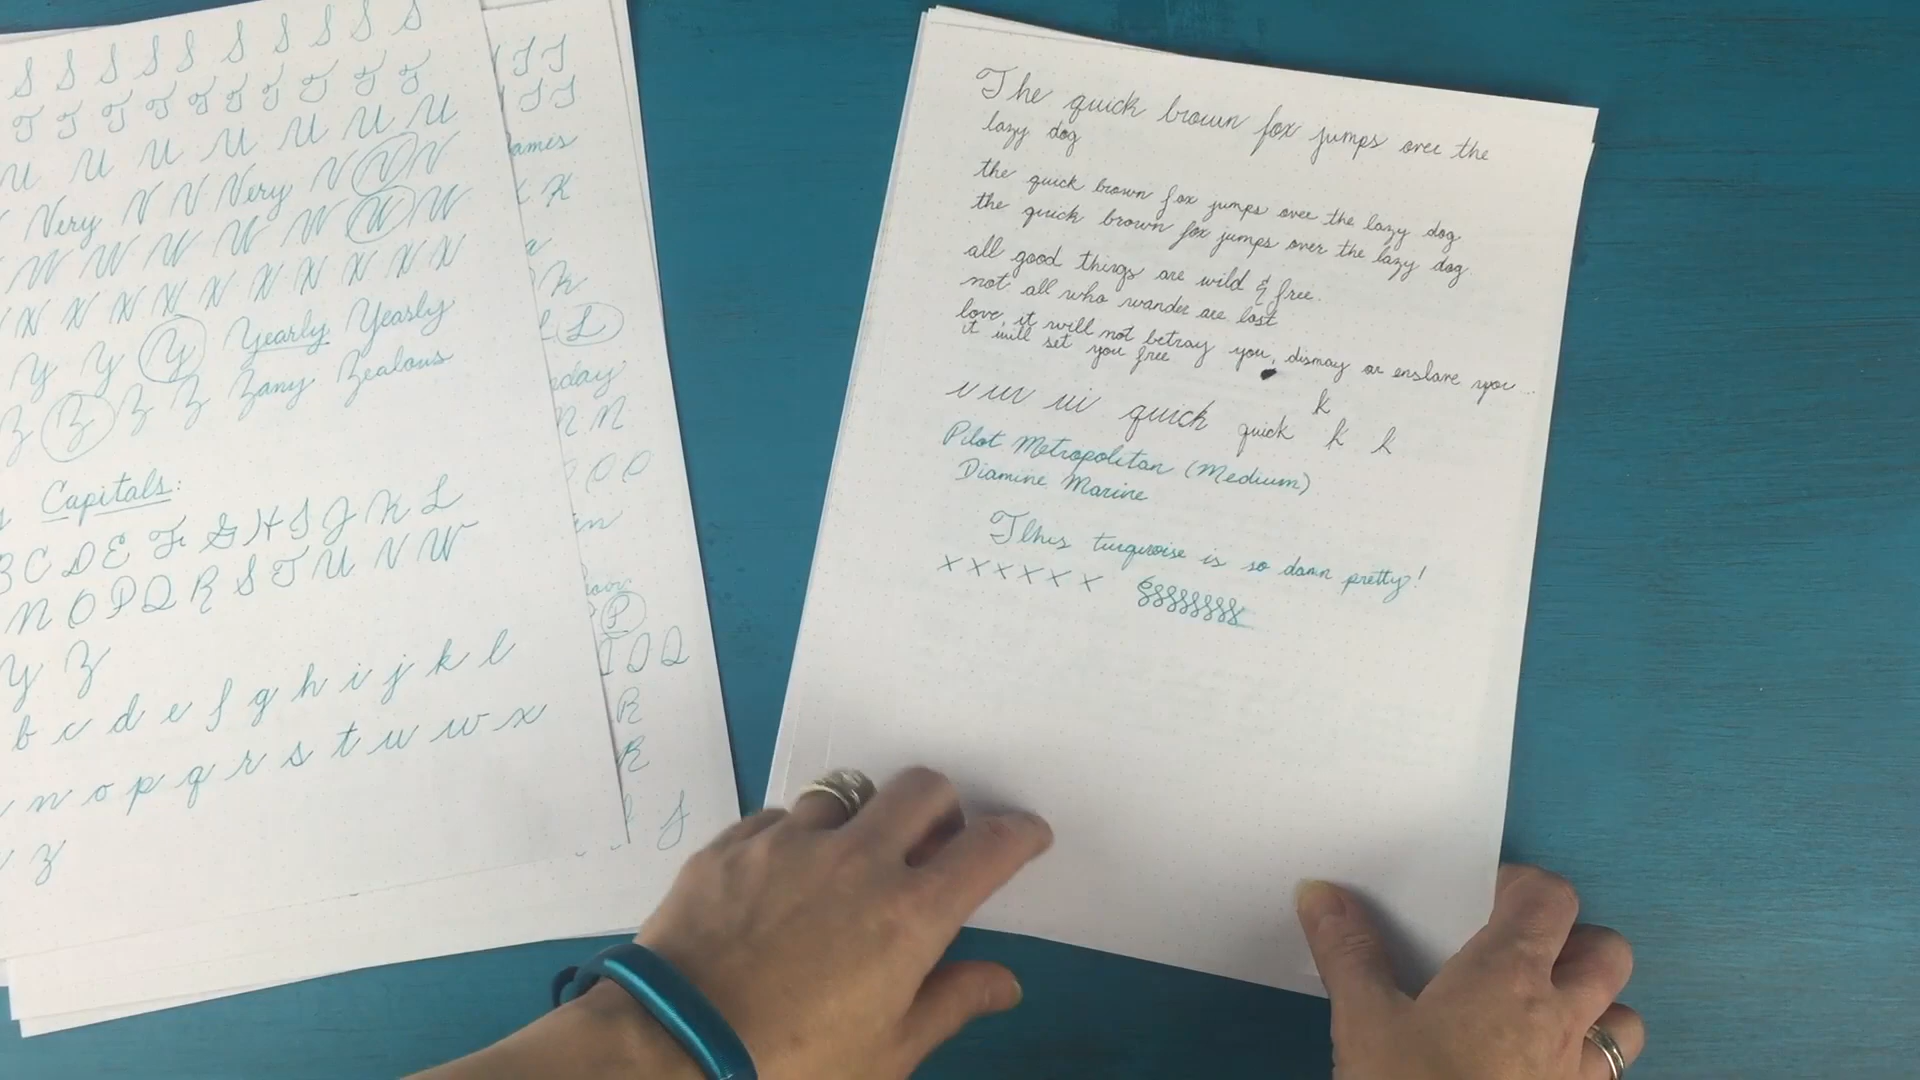 S S S S S S S S S S
T T T T T T T T T T
U U U U U U U
Very V V Very V V V
W W W W W W
X X X X X X X X X X
Y Y Y Yearly Yearly
Z Z Z Z Zany Zealous
Capitals:
B C D E F G H I J K L
N O P Q R S T U V W
Y Z
b c d e f g h i j k l
n o p q r s t u w x
z
T T
T T
ames
K
k
L
day
N N
O O O
in
P
Q Q
R
R
The quick brown fox jumps over the
lazy dog
the quick brown fox jumps over the lazy dog
the quick brown fox jumps over the lazy dog.
all good things are wild & free.
not all who wander are lost
love it will not betray you, dismay or enslave you...
it will set you free
quick quick k k k
Pilot Metropolitan (Medium)
Diamine Marine
This turquoise is so damn pretty!
x x x x x x